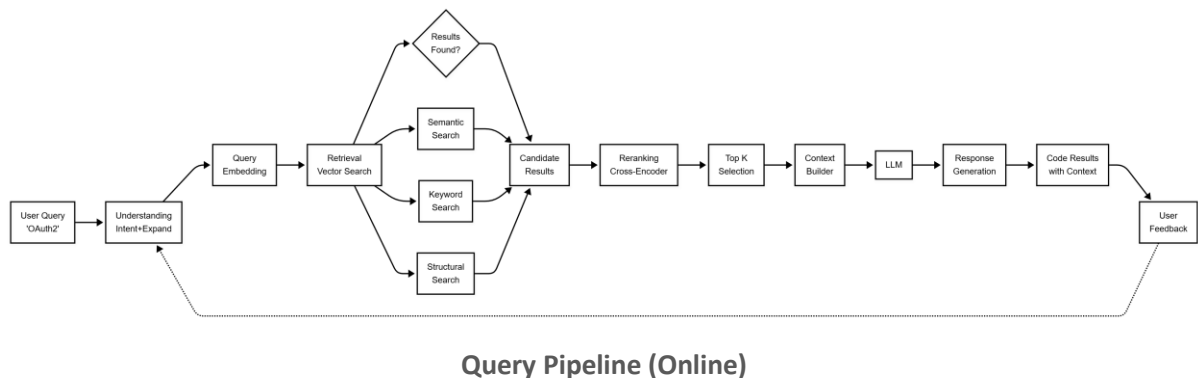 User Query
'OAuth2'
Understanding
Intent+Expand
Query
Embedding
Retrieval
Vector Search
Results
Found?
Semantic
Search
Keyword
Search
Structural
Search
Candidate
Results
Reranking
Cross-Encoder
Top K
Selection
Context
Builder
LLM
Response
Generation
Code Results
with Context
User
Feedback
Query Pipeline (Online)